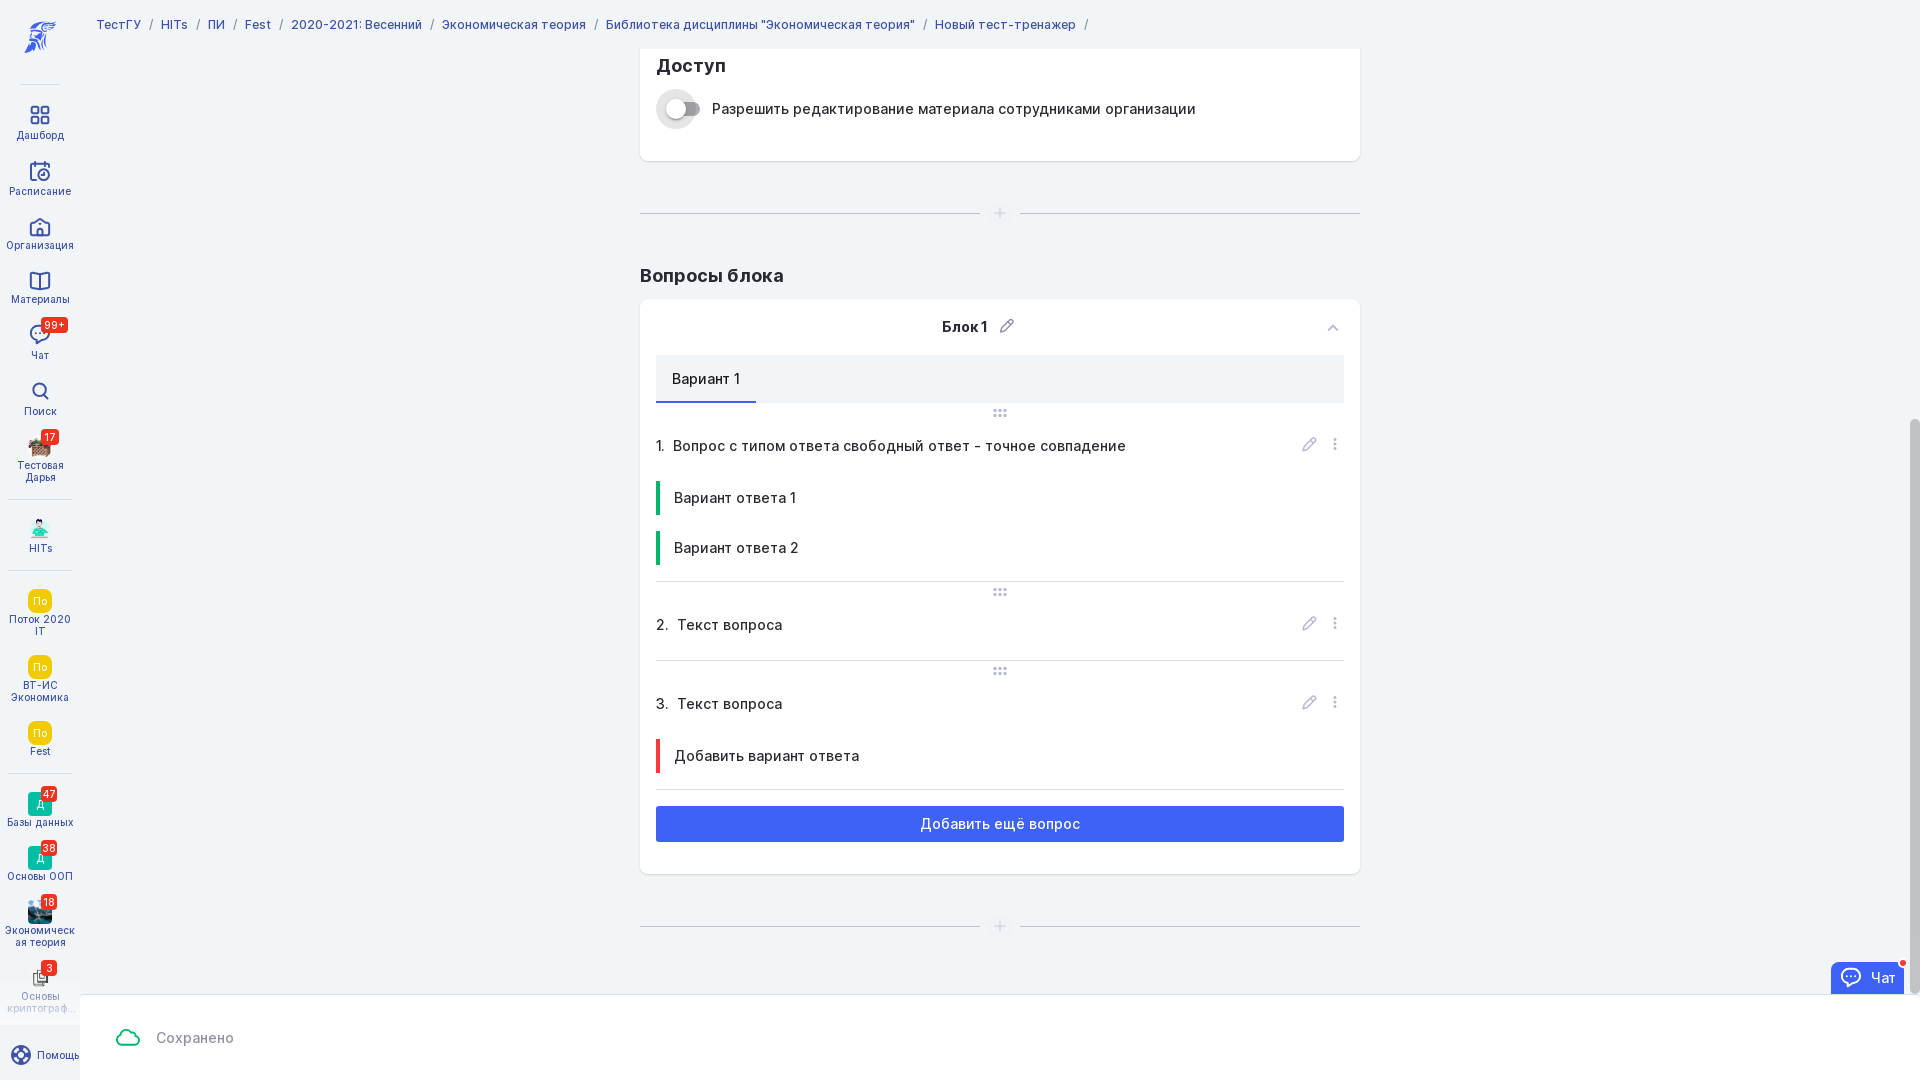 ТестГУ / HITs / ПИ / Fest / 2020-2021: Весенний / Экономическая теория / Библиотека дисциплины "Экономическая теория" / Новый тест-тренажер /
Дашборд
Расписание
Организация
Материалы
99+
Чат
Поиск
17
Тестовая
Дарья
HITs
По
Поток 2020
IT
По
ВТ-ИС
Экономика
По
Fest
47
Д
Базы данных
38
Д
Основы ООП
18
Экономическ
ая теория
3
Основы
криптограф...
Помощь
Доступ
Разрешить редактирование материала сотрудниками организации
Вопросы блока
Блок 1
Вариант 1
1. Вопрос с типом ответа свободный ответ - точное совпадение
Вариант ответа 1
Вариант ответа 2
2. Текст вопроса
3. Текст вопроса
Добавить вариант ответа
Добавить ещё вопрос
Чат
Сохранено